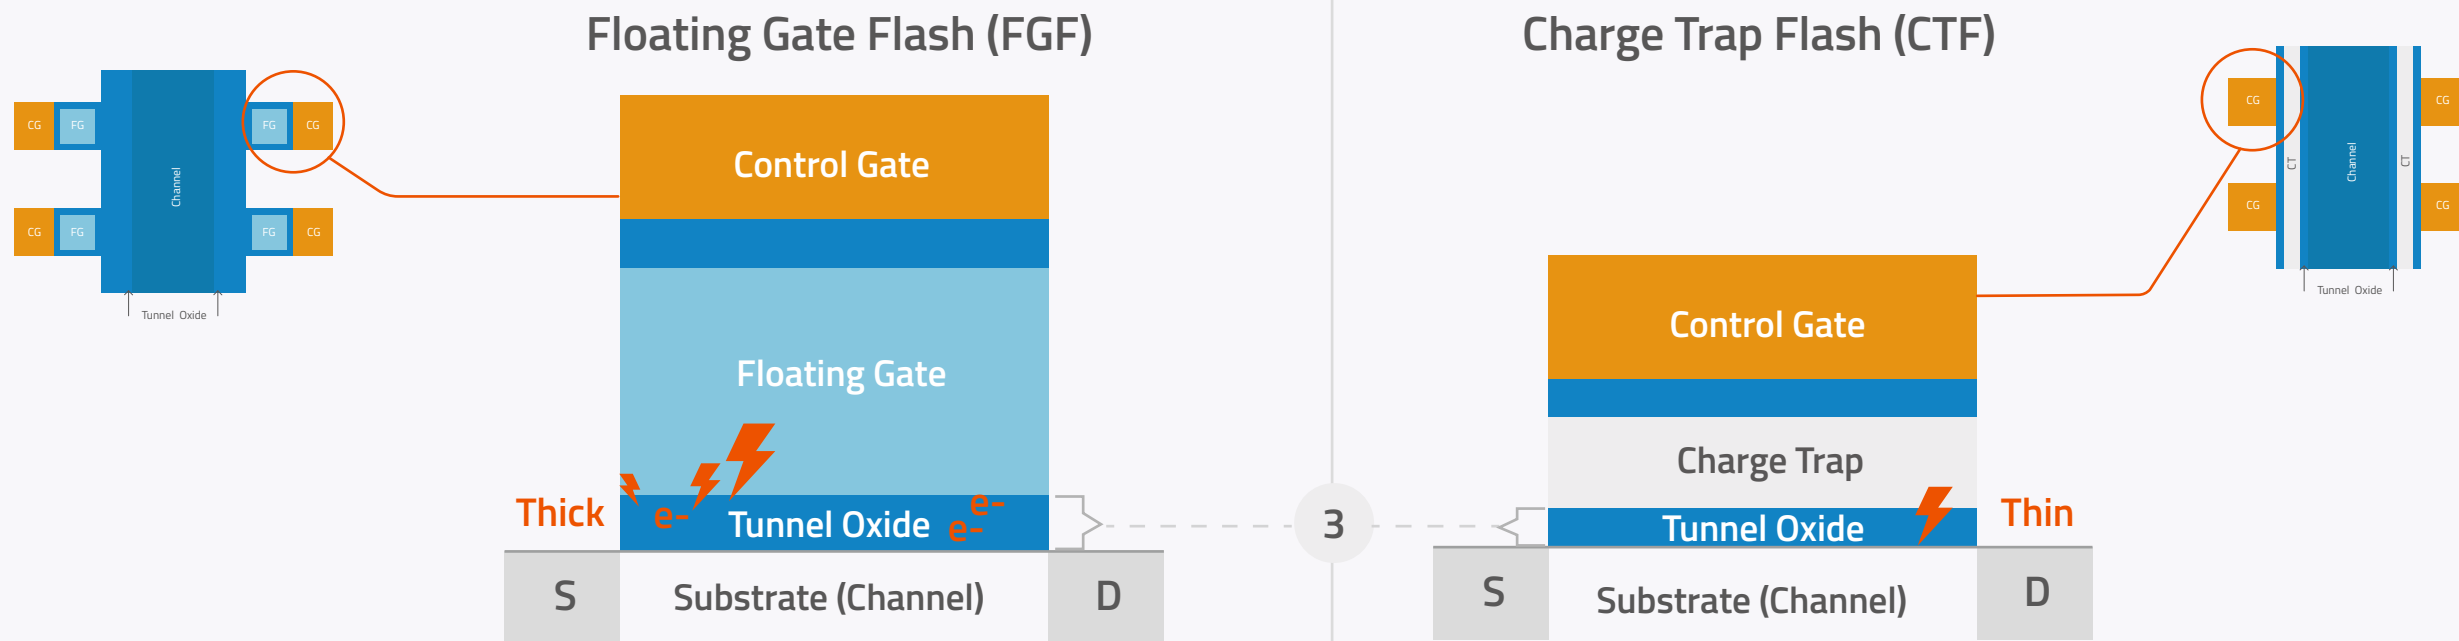 Floating Gate Flash (FGF)
CG
FG
FG
CG
Channel
CG
FG
FG
CG
Tunnel Oxide
Control Gate
Floating Gate
Thick
e-
Tunnel Oxide
e-
e-
S
Substrate (Channel)
D
3
Charge Trap Flash (CTF)
CG
CG
CT
Channel
CT
CG
CG
Tunnel Oxide
Control Gate
Charge Trap
Tunnel Oxide
Thin
S
Substrate (Channel)
D